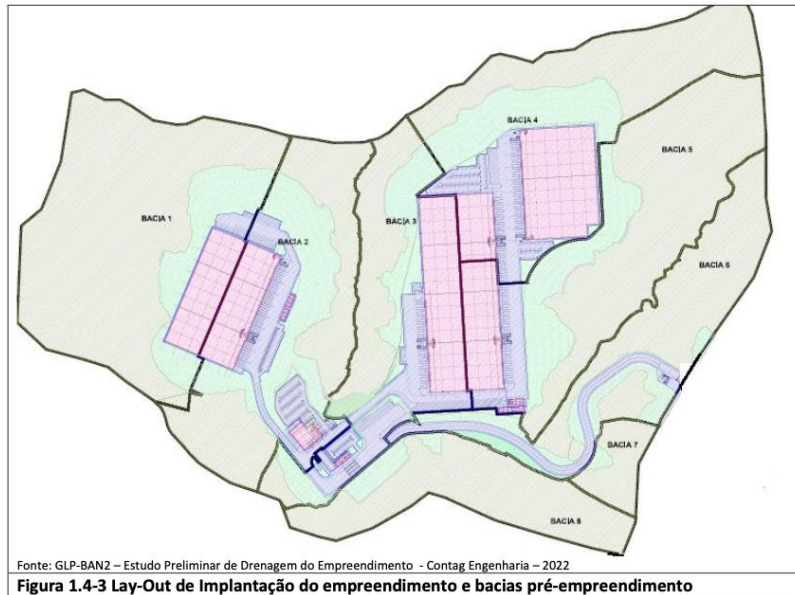 BACIA 4
BACIA 5
BACIA 1
BACIA 3
BACIA 2
BACIA 6
BACIA 7
BACIA 8
Fonte: GLP-BAN2 – Estudo Preliminar de Drenagem do Empreendimento - Contag Engenharia – 2022
Figura 1.4-3 Lay-Out de Implantação do empreendimento e bacias pré-empreendimento